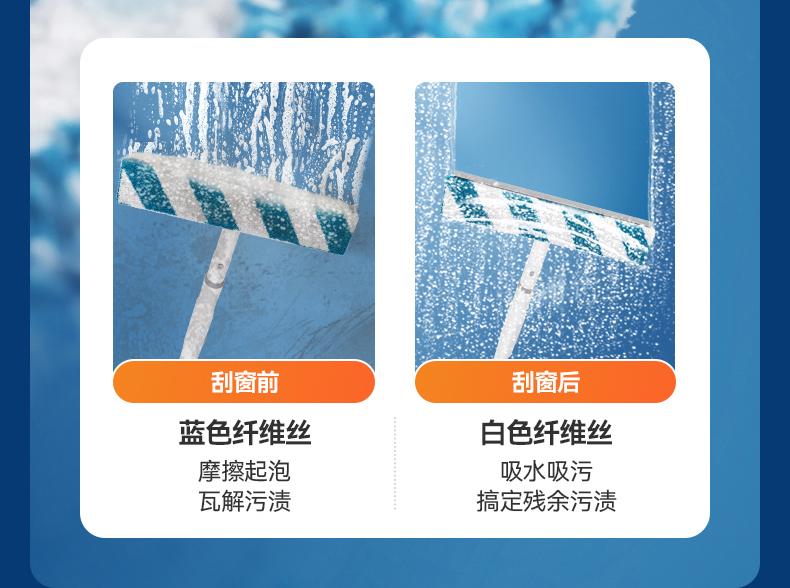 刮窗前
蓝色纤维丝
摩擦起泡
瓦解污渍
刮窗后
白色纤维丝
吸水吸污
搞定残余污渍